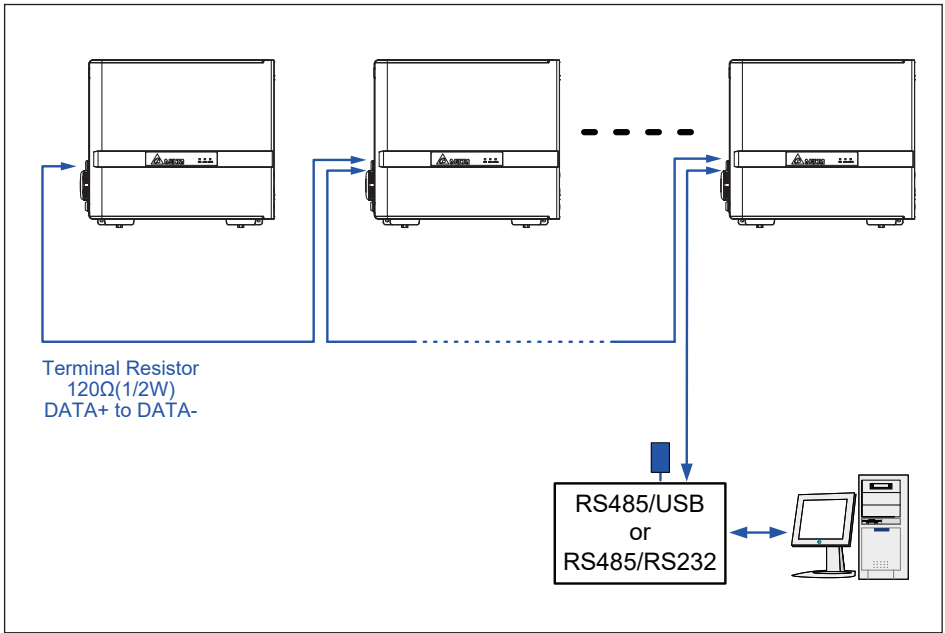 Terminal Resistor
120Ω(1/2W)
DATA+ to DATA-
RS485/USB
or
RS485/RS232